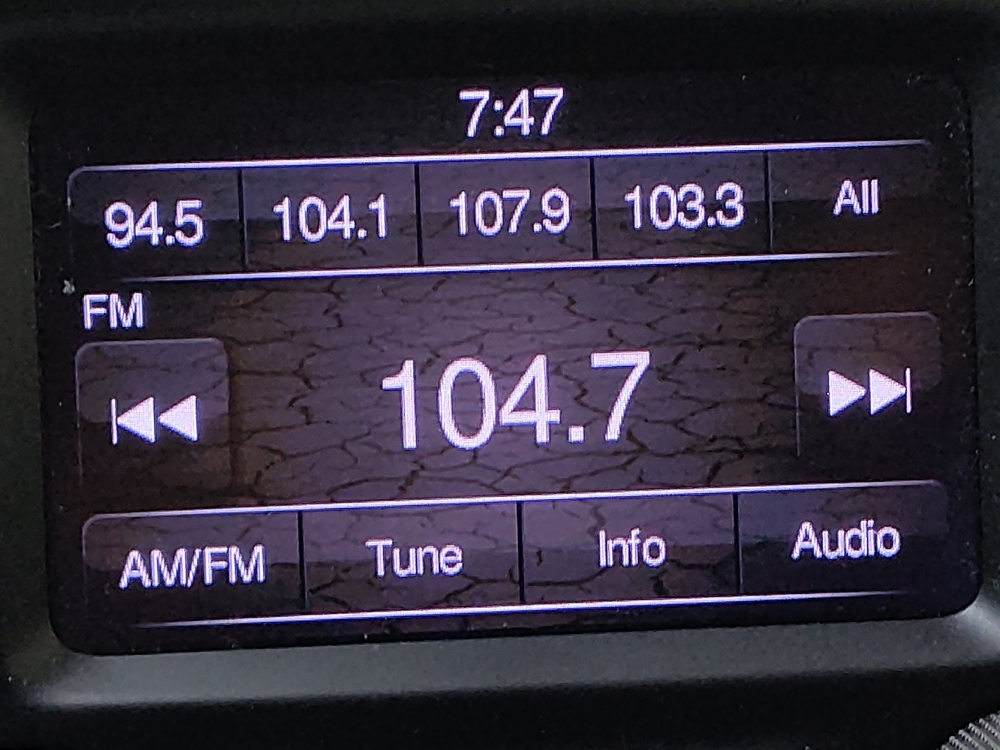 7:47
94.5 104.1 107.9 103.3 All
FM
104.7
AM/FM Tune Info Audio